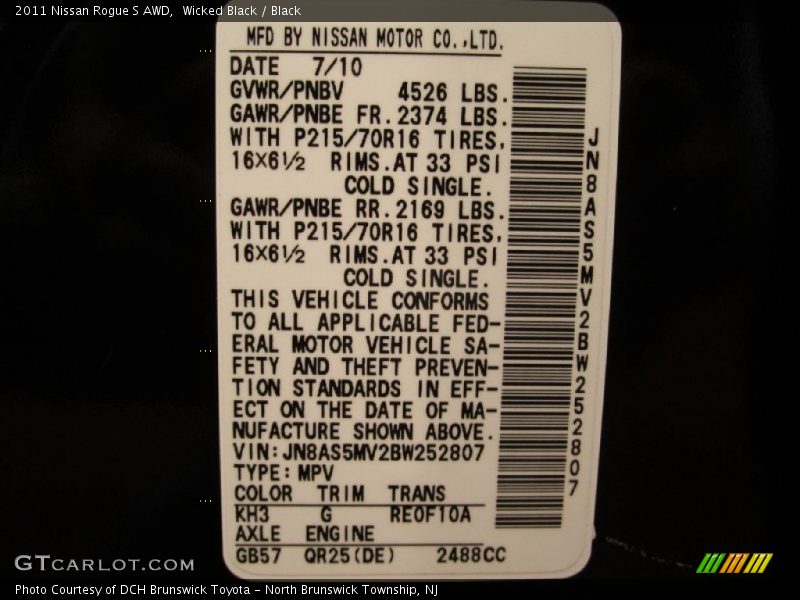 2011 Nissan Rogue S AWD,  Wicked Black / Black
MFD BY NISSAN MOTOR CO.,LTD.
DATE 7/10
GVWR/PNBV 4526 LBS.
GAWR/PNBE FR.2374 LBS.
WITH P215/70R16 TIRES,
16X6½ RIMS.AT 33 PSI
COLD SINGLE.
GAWR/PNBE RR.2169 LBS.
WITH P215/70R16 TIRES,
16X6½ RIMS.AT 33 PSI
COLD SINGLE.
THIS VEHICLE CONFORMS
TO ALL APPLICABLE FED-
ERAL MOTOR VEHICLE SA-
FETY AND THEFT PREVEN-
TION STANDARDS IN EFF-
ECT ON THE DATE OF MA-
NUFACTURE SHOWN ABOVE.
VIN:JN8AS5MV2BW252807
TYPE:MPV
COLOR TRIM TRANS
KH3 G RE0F10A
AXLE ENGINE
GB57 QR25(DE) 2488CC
JN8AS5MV2BW252807
GTCARLOT.COM
Photo Courtesy of DCH Brunswick Toyota – North Brunswick Township, NJ